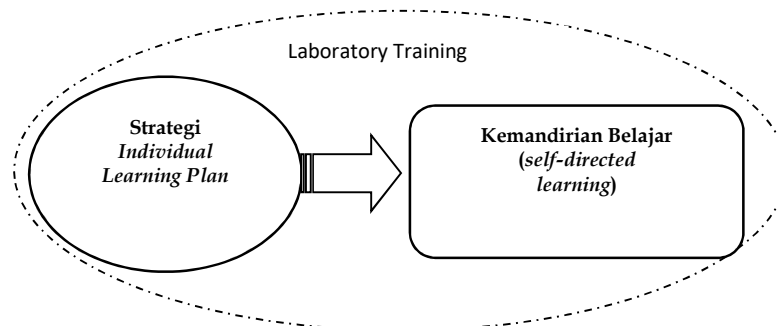 Laboratory Training
Strategi
Individual
Learning Plan
Kemandirian Belajar
(self-directed
learning)